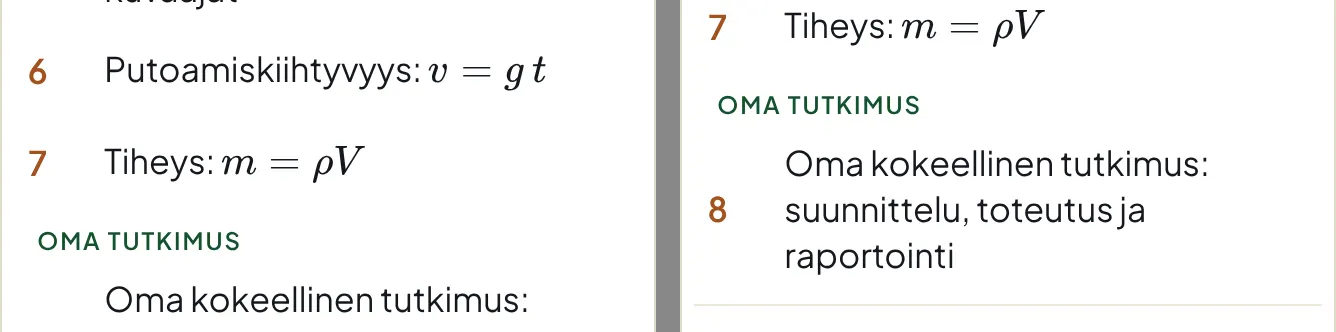 6 Putoamiskiihtyvyys: v = g t
7 Tiheys: m = ρV
OMA TUTKIMUS
Oma kokeellinen tutkimus:
7 Tiheys: m = ρV
OMA TUTKIMUS
Oma kokeellinen tutkimus:
8 suunnittelu, toteutus ja
raportointi